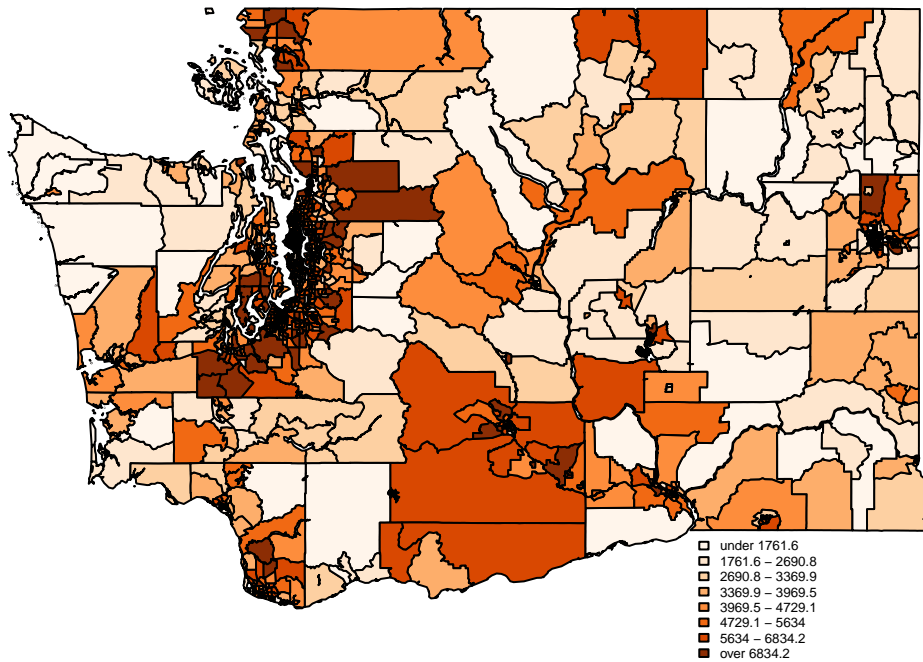 under 1761.6
1761.6 – 2690.8
2690.8 – 3369.9
3369.9 – 3969.5
3969.5 – 4729.1
4729.1 – 5634
5634 – 6834.2
over 6834.2